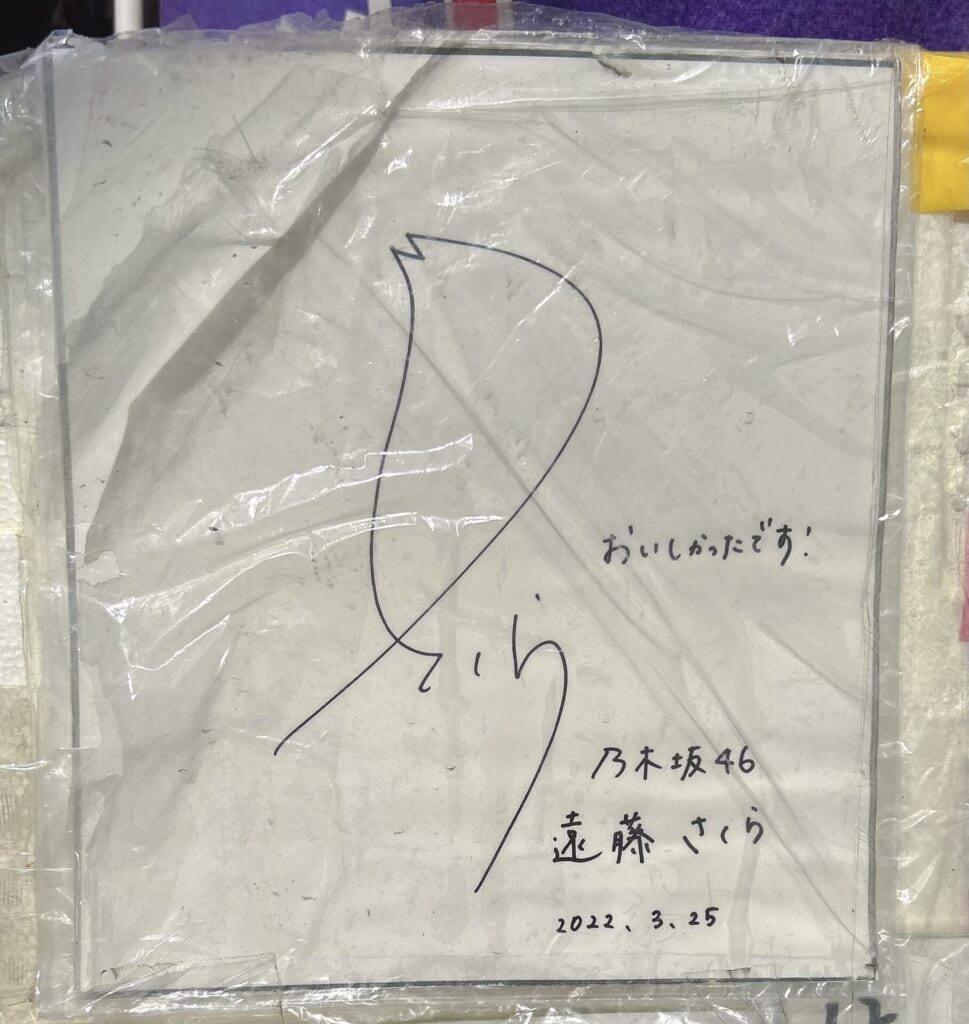 おいしかったです!
さくら
乃木坂46
遠藤 さくら
2022.3.25